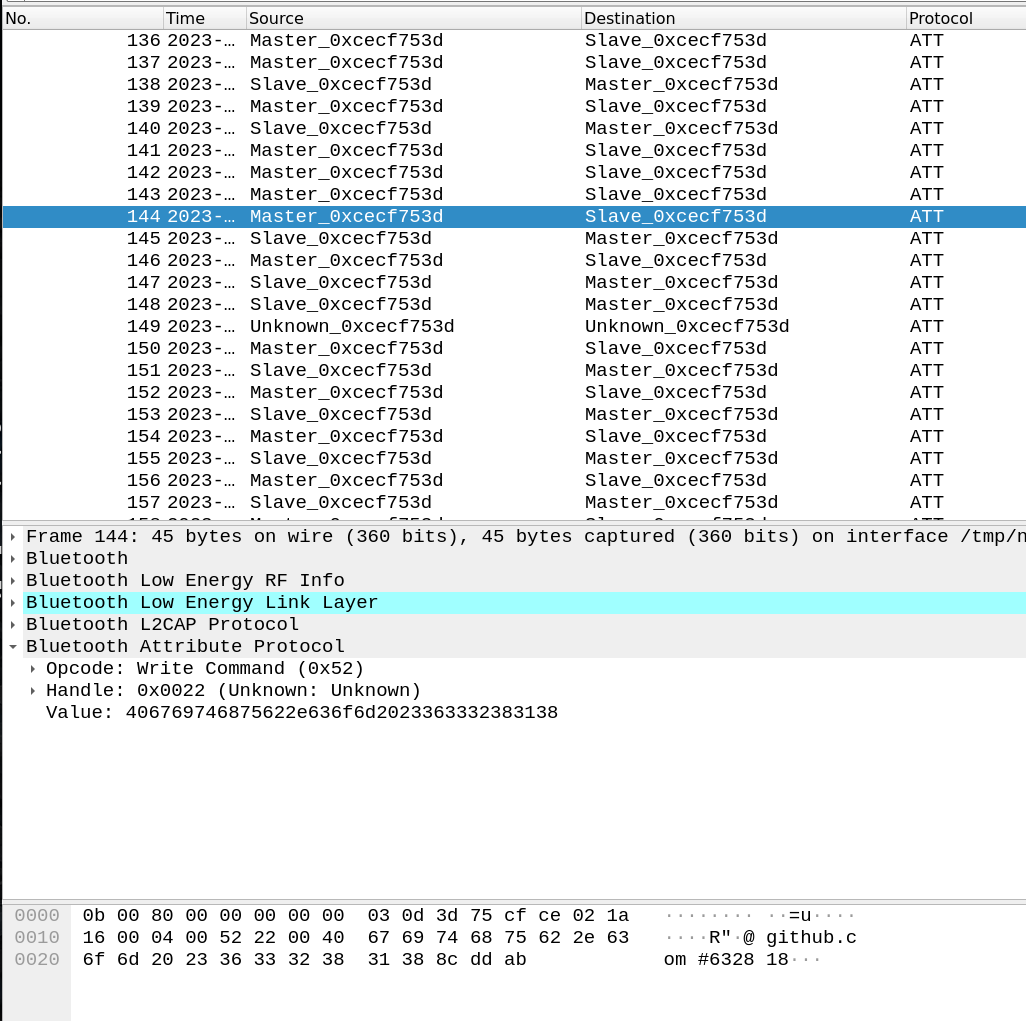 No. Time Source Destination Protocol
136 2023-… Master_0xcecf753d Slave_0xcecf753d ATT
137 2023-… Master_0xcecf753d Slave_0xcecf753d ATT
138 2023-… Slave_0xcecf753d Master_0xcecf753d ATT
139 2023-… Master_0xcecf753d Slave_0xcecf753d ATT
140 2023-… Slave_0xcecf753d Master_0xcecf753d ATT
141 2023-… Master_0xcecf753d Slave_0xcecf753d ATT
142 2023-… Master_0xcecf753d Slave_0xcecf753d ATT
143 2023-… Master_0xcecf753d Slave_0xcecf753d ATT
144 2023-… Master_0xcecf753d Slave_0xcecf753d ATT
145 2023-… Slave_0xcecf753d Master_0xcecf753d ATT
146 2023-… Master_0xcecf753d Slave_0xcecf753d ATT
147 2023-… Slave_0xcecf753d Master_0xcecf753d ATT
148 2023-… Slave_0xcecf753d Master_0xcecf753d ATT
149 2023-… Unknown_0xcecf753d Unknown_0xcecf753d ATT
150 2023-… Master_0xcecf753d Slave_0xcecf753d ATT
151 2023-… Slave_0xcecf753d Master_0xcecf753d ATT
152 2023-… Master_0xcecf753d Slave_0xcecf753d ATT
153 2023-… Slave_0xcecf753d Master_0xcecf753d ATT
154 2023-… Master_0xcecf753d Slave_0xcecf753d ATT
155 2023-… Slave_0xcecf753d Master_0xcecf753d ATT
156 2023-… Master_0xcecf753d Slave_0xcecf753d ATT
157 2023-… Slave_0xcecf753d Master_0xcecf753d ATT
Frame 144: 45 bytes on wire (360 bits), 45 bytes captured (360 bits) on interface /tmp/n
Bluetooth
Bluetooth Low Energy RF Info
Bluetooth Low Energy Link Layer
Bluetooth L2CAP Protocol
Bluetooth Attribute Protocol
Opcode: Write Command (0x52)
Handle: 0x0022 (Unknown: Unknown)
Value: 406769746875622e636f6d2023363332383138
0000 0b 00 80 00 00 00 00 00 03 0d 3d 75 cf ce 02 1a ········ ··=u····
0010 16 00 04 00 52 22 00 40 67 69 74 68 75 62 2e 63 ····R"·@ github.c
0020 6f 6d 20 23 36 33 32 38 31 38 8c dd ab om #6328 18···